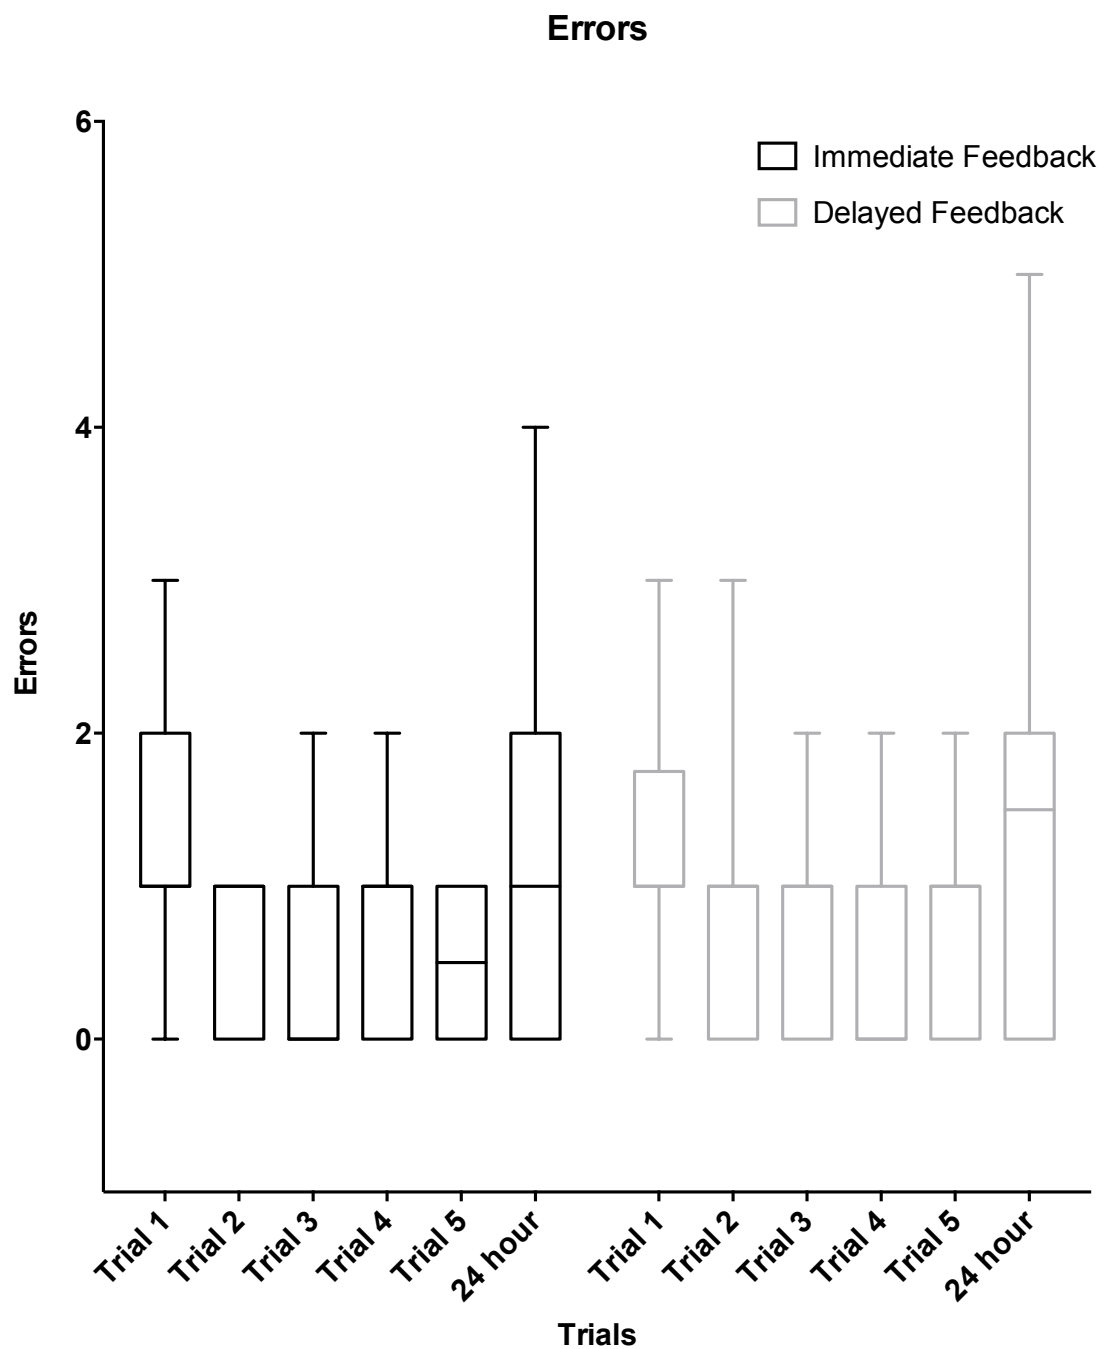 Errors
6
Immediate Feedback
Delayed Feedback
4
Errors
2
0
Trial 1
Trial 2
Trial 3
Trial 4
Trial 5
24 hour
Trial 1
Trial 2
Trial 3
Trial 4
Trial 5
24 hour
Trials